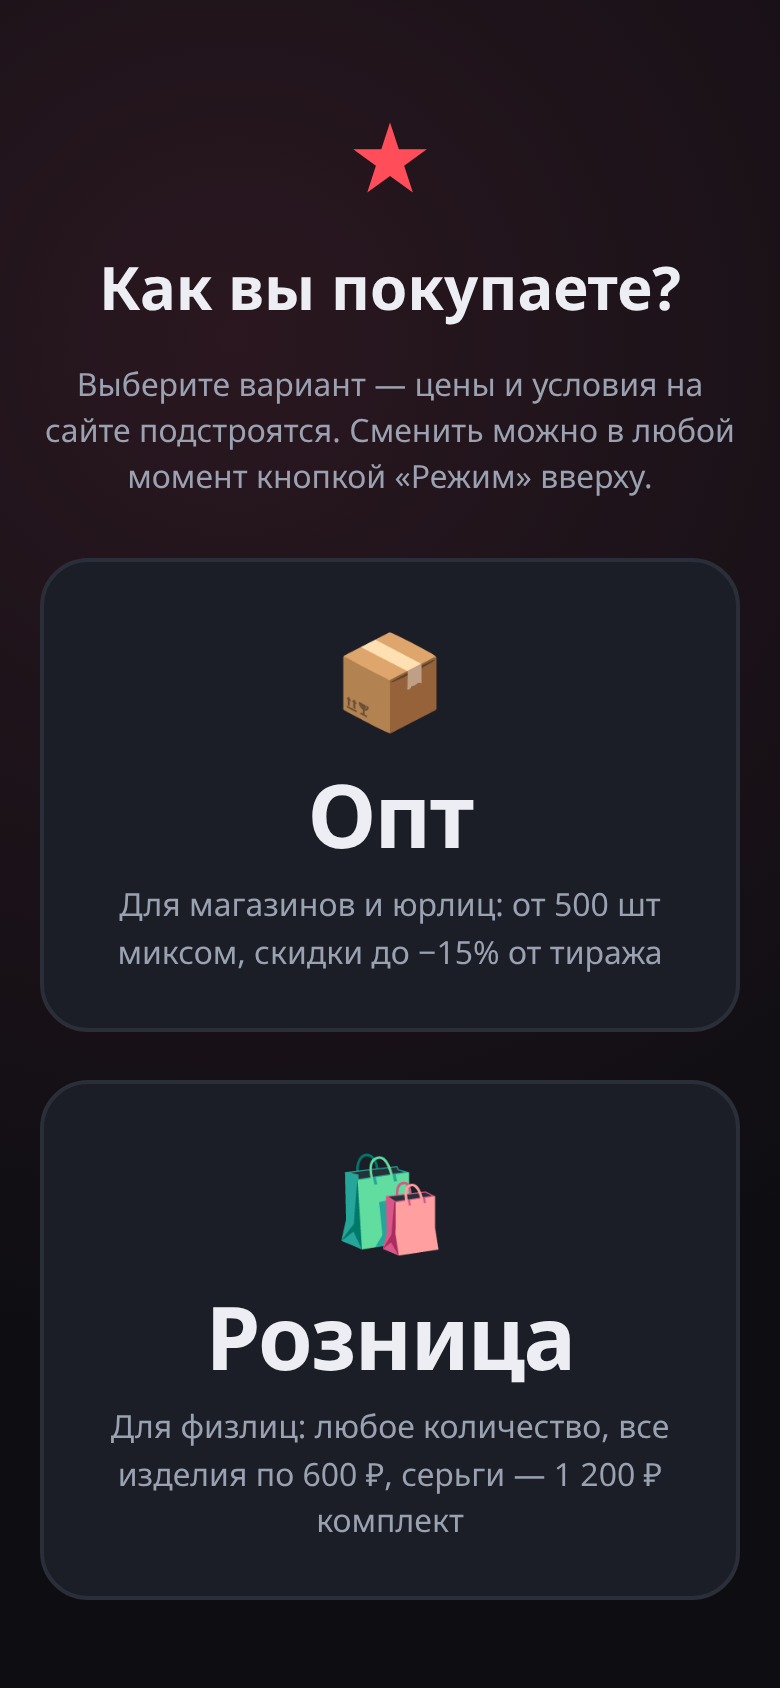 Как вы покупаете?
Выберите вариант — цены и условия на
сайте подстроятся. Сменить можно в любой
момент кнопкой «Режим» вверху.
Опт
Для магазинов и юрлиц: от 500 шт
миксом, скидки до −15% от тиража
Розница
Для физлиц: любое количество, все
изделия по 600 ₽, серьги — 1 200 ₽
комплект